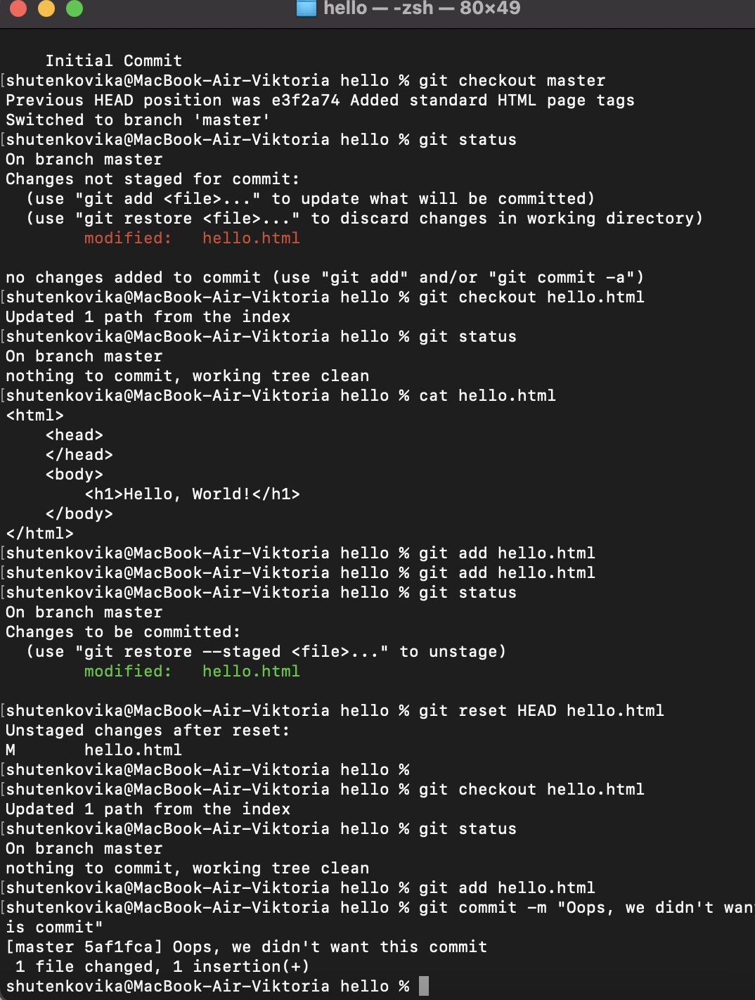 hello — -zsh — 80×49
Initial Commit
[shutenkovika@MacBook-Air-Viktoria hello % git checkout master
Previous HEAD position was e3f2a74 Added standard HTML page tags
Switched to branch 'master'
[shutenkovika@MacBook-Air-Viktoria hello % git status
On branch master
Changes not staged for commit:
  (use "git add <file>..." to update what will be committed)
  (use "git restore <file>..." to discard changes in working directory)
        modified:   hello.html
no changes added to commit (use "git add" and/or "git commit -a")
[shutenkovika@MacBook-Air-Viktoria hello % git checkout hello.html
Updated 1 path from the index
[shutenkovika@MacBook-Air-Viktoria hello % git status
On branch master
nothing to commit, working tree clean
[shutenkovika@MacBook-Air-Viktoria hello % cat hello.html
<html>
    <head>
    </head>
    <body>
        <h1>Hello, World!</h1>
    </body>
</html>
[shutenkovika@MacBook-Air-Viktoria hello % git add hello.html
[shutenkovika@MacBook-Air-Viktoria hello % git add hello.html
[shutenkovika@MacBook-Air-Viktoria hello % git status
On branch master
Changes to be committed:
  (use "git restore --staged <file>..." to unstage)
        modified:   hello.html
[shutenkovika@MacBook-Air-Viktoria hello % git reset HEAD hello.html
Unstaged changes after reset:
M       hello.html
[shutenkovika@MacBook-Air-Viktoria hello %
[shutenkovika@MacBook-Air-Viktoria hello % git checkout hello.html
Updated 1 path from the index
[shutenkovika@MacBook-Air-Viktoria hello % git status
On branch master
nothing to commit, working tree clean
[shutenkovika@MacBook-Air-Viktoria hello % git add hello.html
[shutenkovika@MacBook-Air-Viktoria hello % git commit -m "Oops, we didn't wan
is commit"
[master 5af1fca] Oops, we didn't want this commit
 1 file changed, 1 insertion(+)
shutenkovika@MacBook-Air-Viktoria hello %